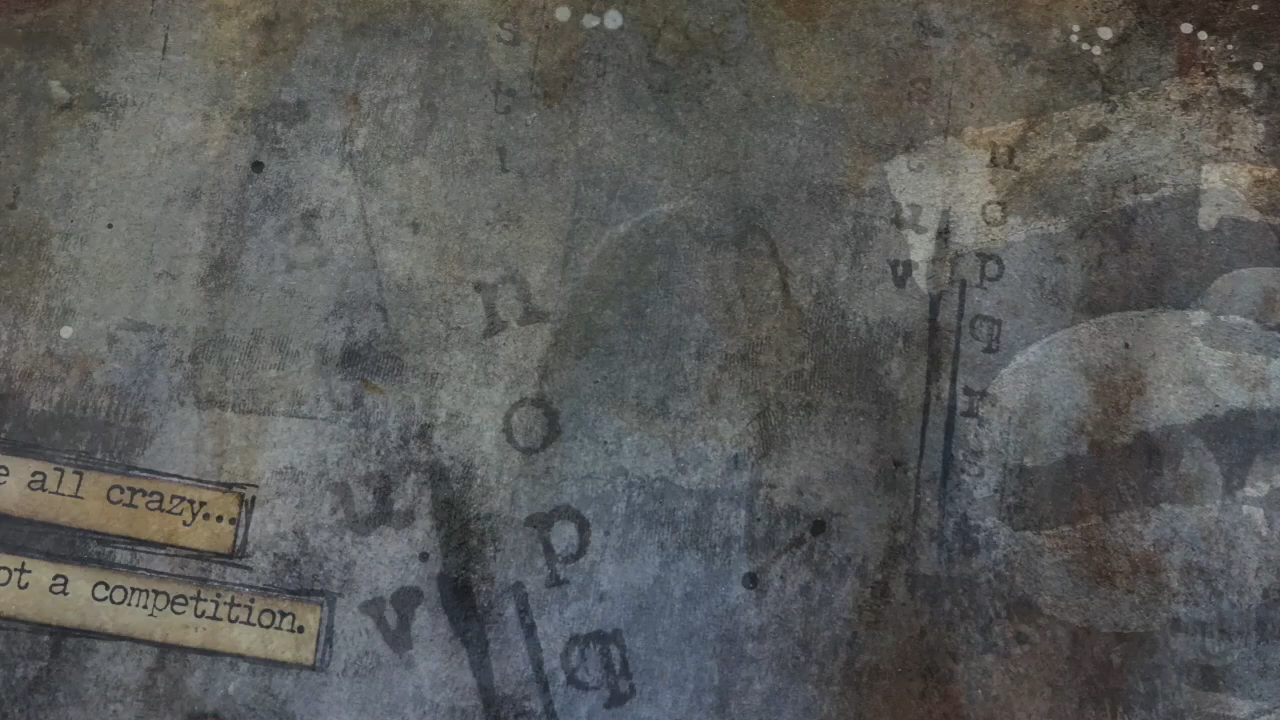 s
t
n
o
p
q
u
v
n
o
p
q
r
u
v
e all crazy...
ot a competition.